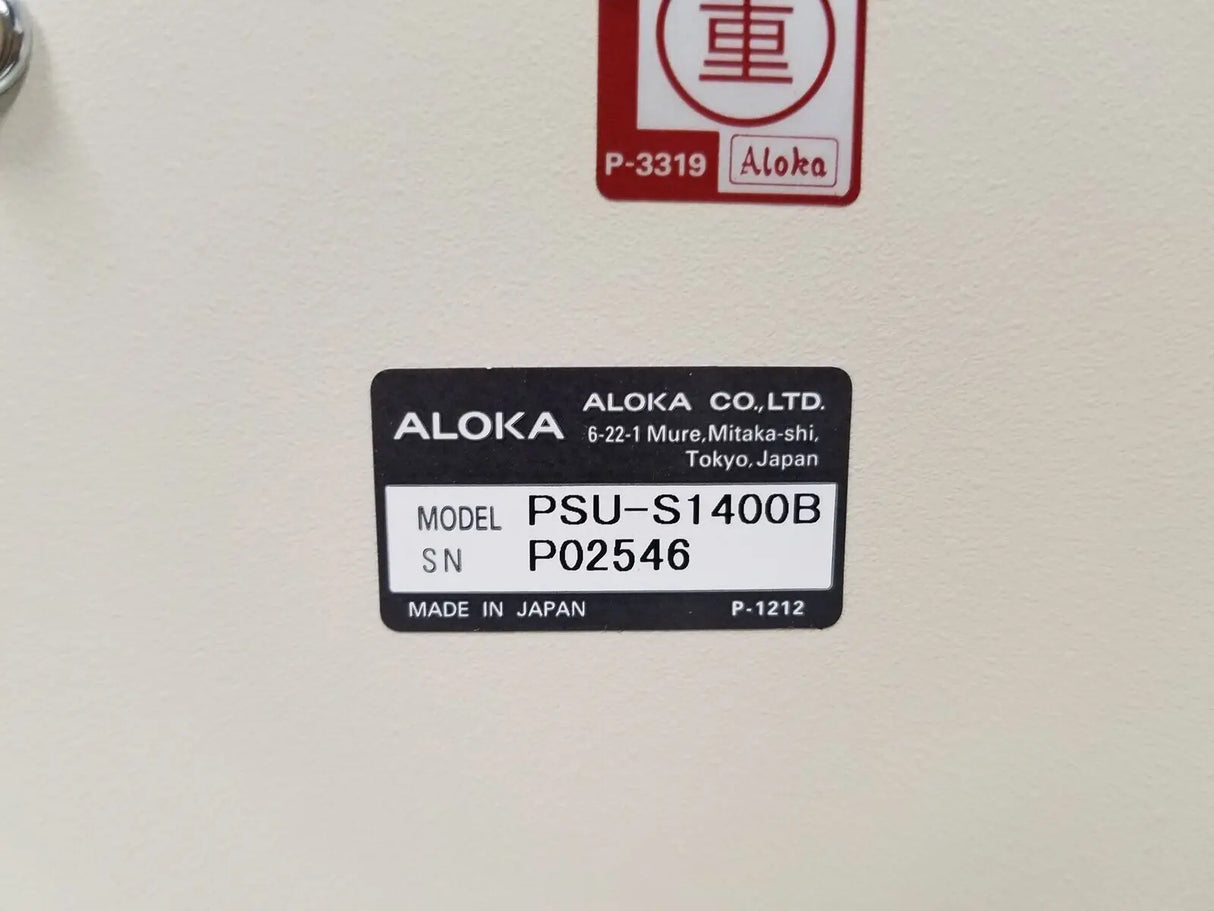 重
P-3319 Aloka
ALOKA ALOKA CO.,LTD.
6-22-1 Mure,Mitaka-shi,
Tokyo,Japan
MODEL PSU-S1400B
SN P02546
MADE IN JAPAN P-1212